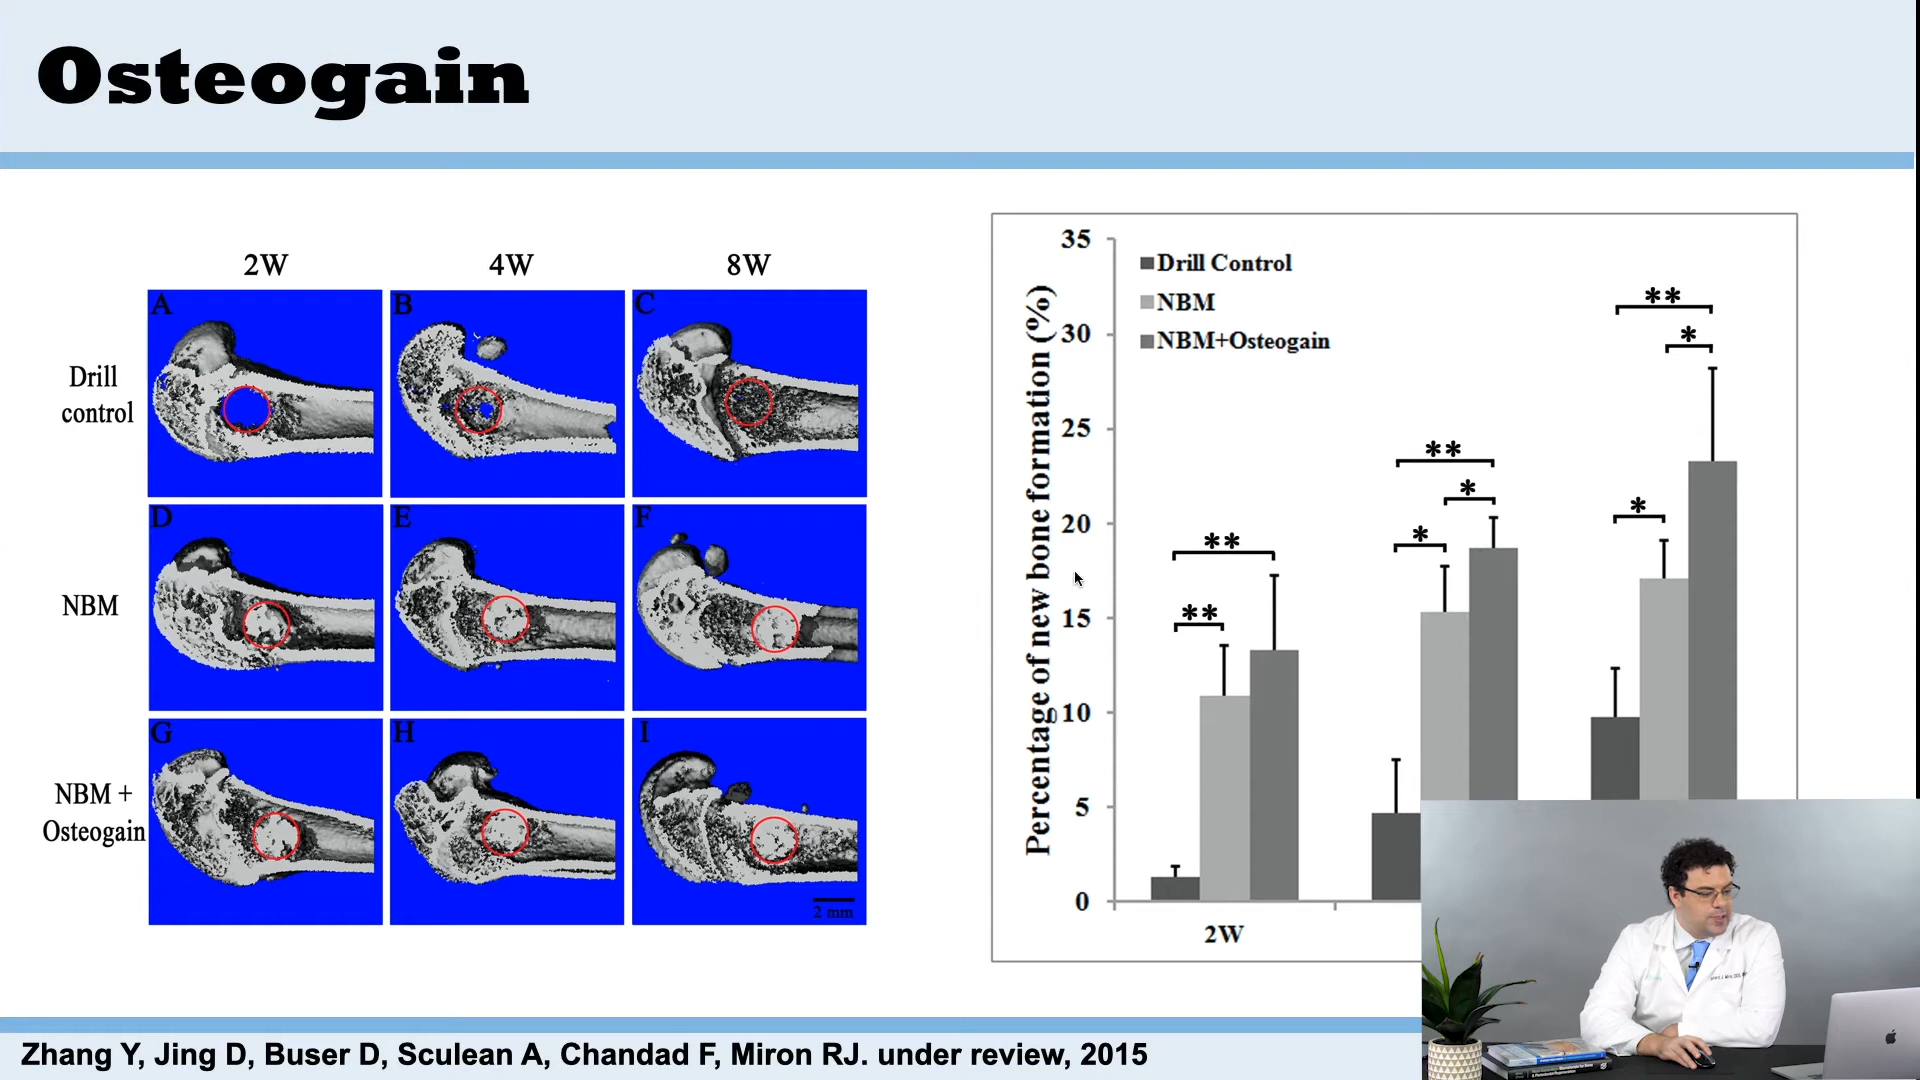 Osteogain
2W 4W 8W
A B C
Drill
control
D E F
NBM
G H I
NBM +
Osteogain
2 mm
Percentage of new bone formation (%)
35
30
25
20
15
10
5
0
Drill Control
NBM
NBM+Osteogain
**
**
**
*
*
**
*
*
2W
Zhang Y, Jing D, Buser D, Sculean A, Chandad F, Miron RJ. under review, 2015